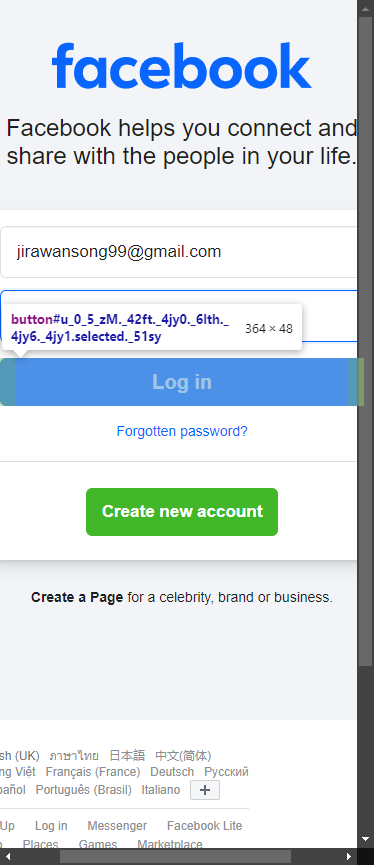 facebook
Facebook helps you connect and
share with the people in your life.
jirawansong99@gmail.com
button#u_0_5_zM._42ft._4jy0._6lth._
4jy6._4jy1.selected._51sy
364 × 48
Log in
Forgotten password?
Create new account
Create a Page for a celebrity, brand or business.
sh (UK) ภาษาไทย 日本語 中文(简体)
ng Việt Français (France) Deutsch Русский
pañol Português (Brasil) Italiano +
Up Log in Messenger Facebook Lite
Places Games Marketplace